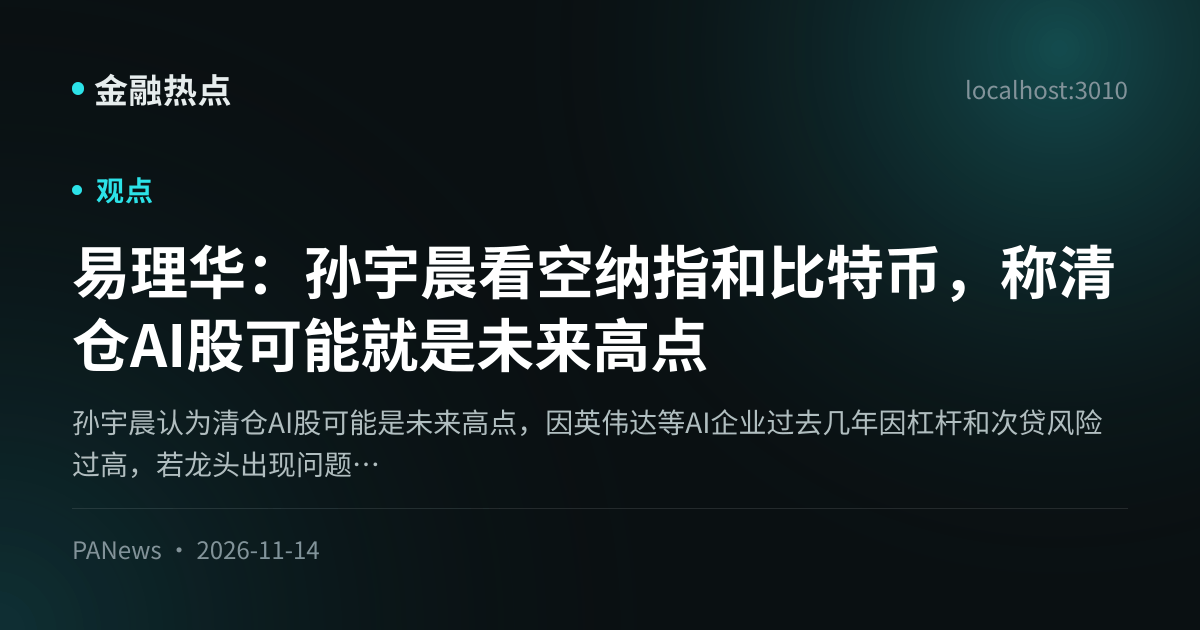 金融热点
localhost:3010
观点
易理华：孙宇晨看空纳指和比特币，称清
仓AI股可能就是未来高点
孙宇晨认为清仓AI股可能是未来高点，因英伟达等AI企业过去几年因杠杆和次贷风险
过高，若龙头出现问题…
PANews • 2026-11-14